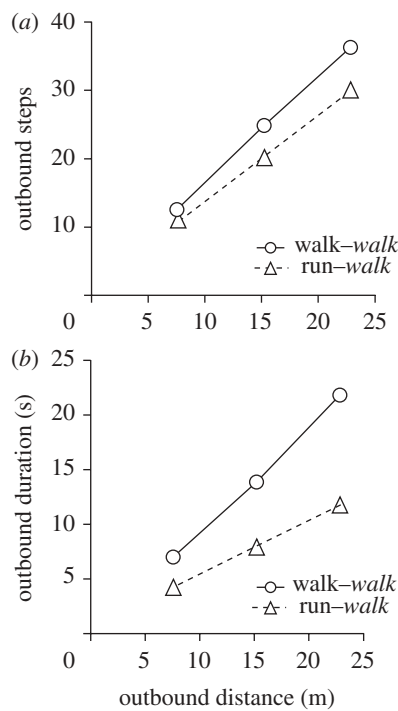 (a)
40
30
20
10
outbound steps
walk–walk
run–walk
0 5 10 15 20 25
(b)
25
20
15
10
5
outbound duration (s)
walk–walk
run–walk
0 5 10 15 20 25
outbound distance (m)